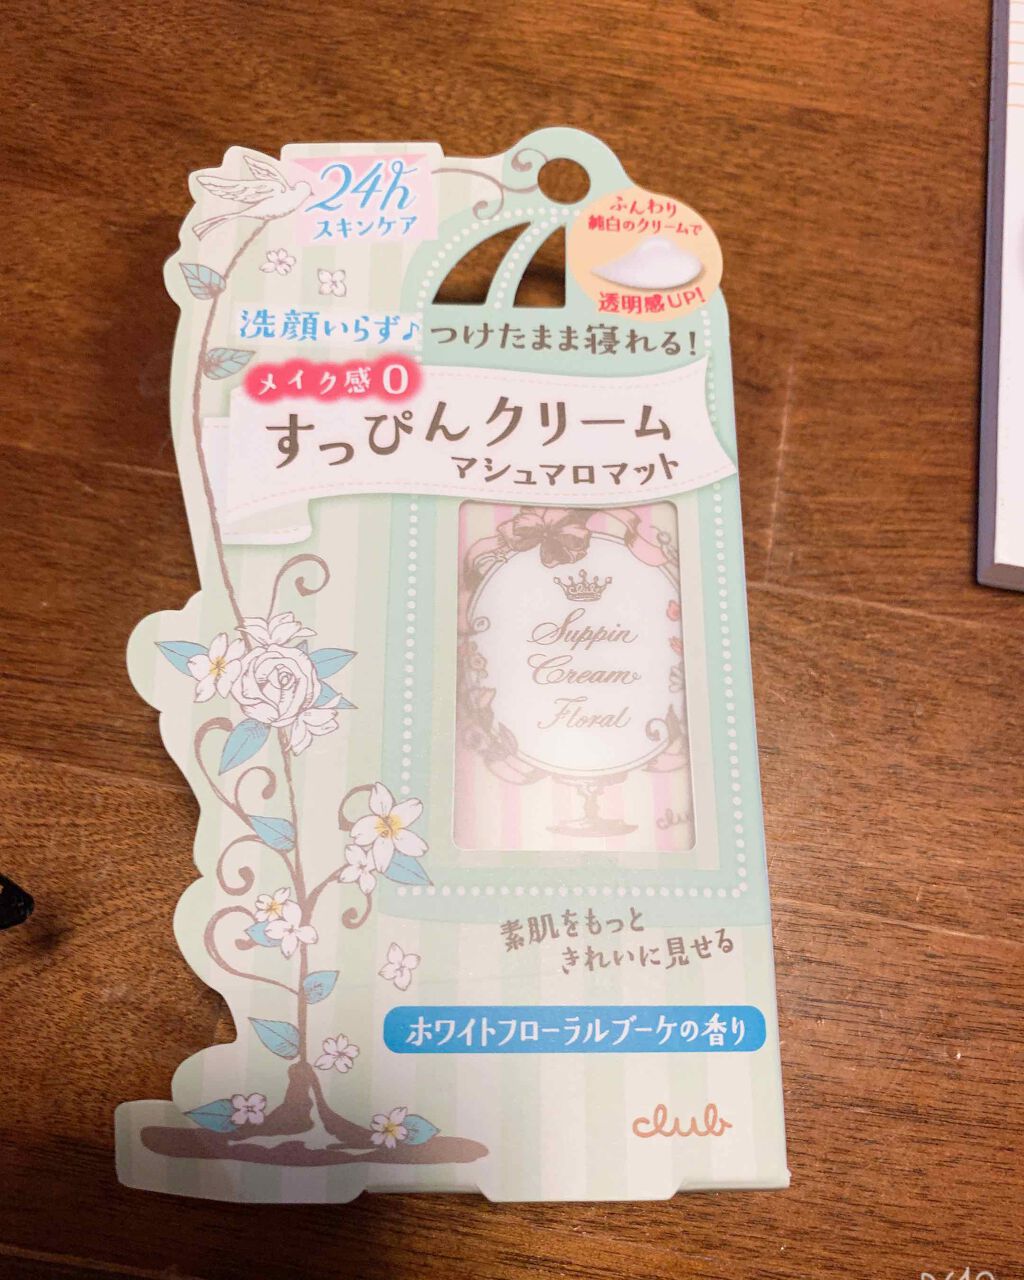 24h
スキンケア
ふんわり
純白のクリームで
透明感UP!
洗顔いらず♪
つけたまま寝れる!
メイク感0
すっぴんクリーム
マシュマロマット
club
Suppin
Cream
Floral
club
素肌をもっと
きれいに見せる
ホワイトフローラルブーケの香り
club